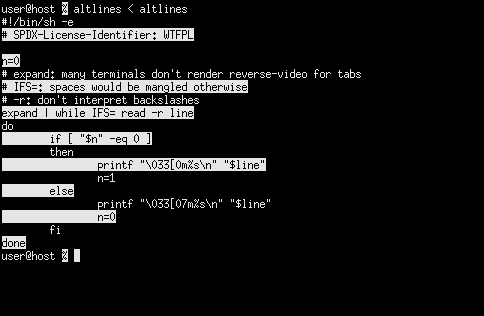 user@host % altlines < altlines
#!/bin/sh -e
# SPDX-License-Identifier: WTFPL

n=0
# expand: many terminals don't render reverse-video for tabs
# IFS=: spaces would be mangled otherwise
# -r: don't interpret backslashes
expand | while IFS= read -r line
do
        if [ "$n" -eq 0 ]
        then
                printf "\033[0m%s\n" "$line"
                n=1
        else
                printf "\033[07m%s\n" "$line"
                n=0
        fi
done
user@host %